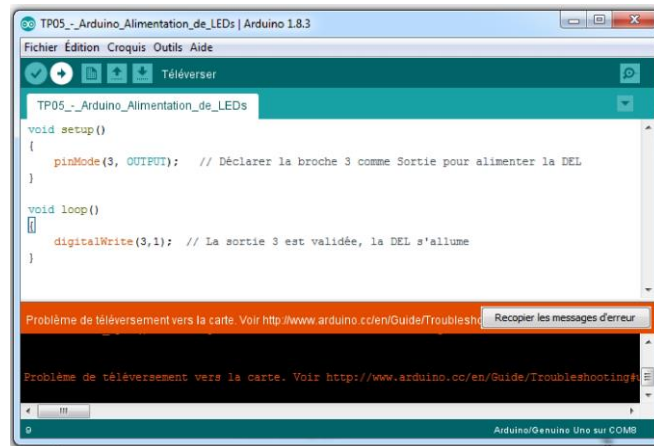 TP05_-_Arduino_Alimentation_de_LEDs | Arduino 1.8.3
Fichier Édition Croquis Outils Aide
Téléverser
TP05_-_Arduino_Alimentation_de_LEDs
void setup()
{
pinMode(3, OUTPUT); // Déclarer la broche 3 comme Sortie pour alimenter la DEL
}
void loop()
{
digitalWrite(3,1); // La sortie 3 est validée, la DEL s'allume
}
Problème de téléversement vers la carte. Voir http://www.arduino.cc/en/Guide/Troublesho
Recopier les messages d'erreur
Problème de téléversement vers la carte. Voir http://www.arduino.cc/en/Guide/Troubleshooting#
9
Arduino/Genuino Uno sur COM8